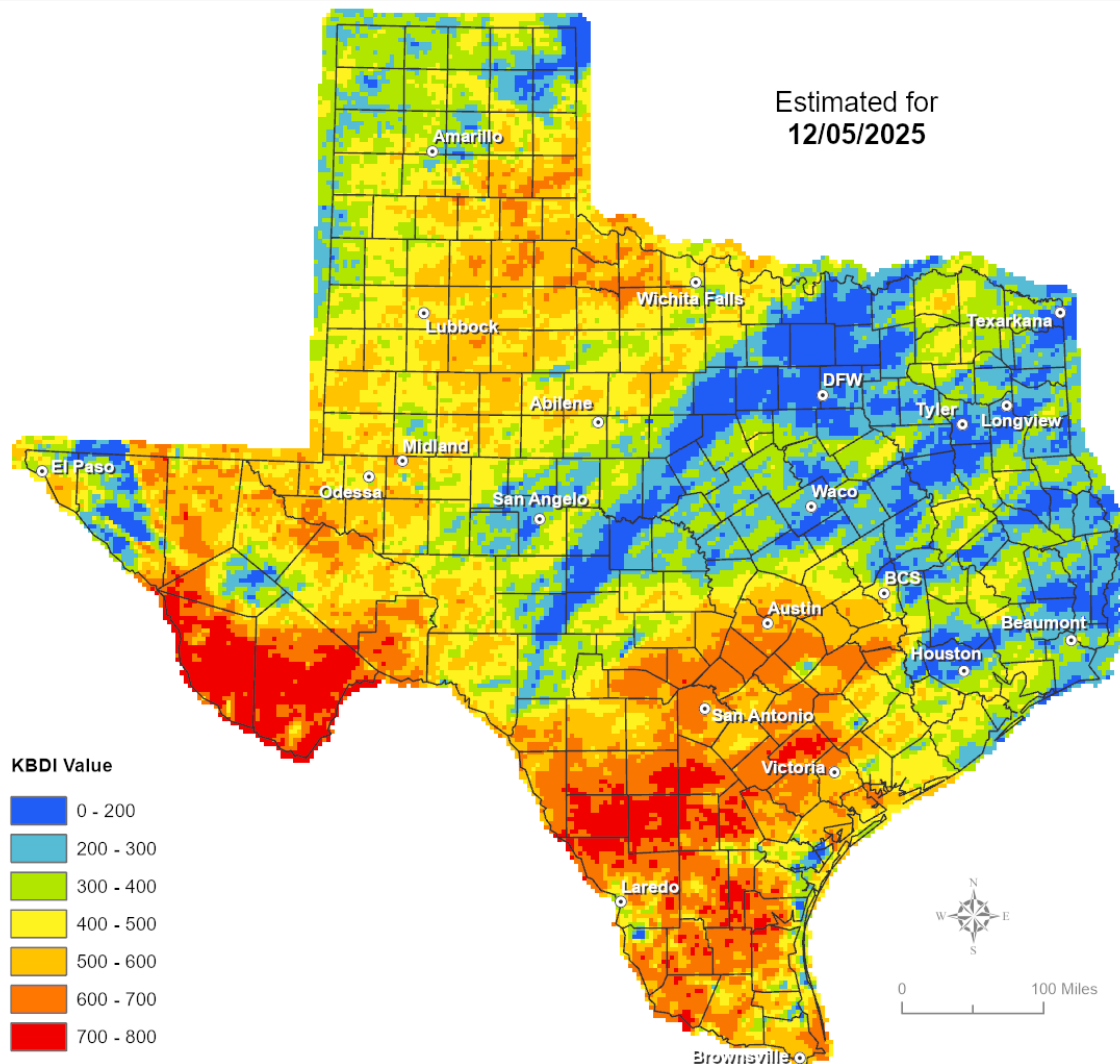 Estimated for
12/05/2025
Amarillo
Wichita Falls
Lubbock
Texarkana
DFW
Abilene
Tyler
Longview
Midland
El Paso
Odessa
San Angelo
Waco
BCS
Austin
Beaumont
Houston
San Antonio
Victoria
Laredo
Brownsville
KBDI Value
0 - 200
200 - 300
300 - 400
400 - 500
500 - 600
600 - 700
700 - 800
N
W E
S
0 100 Miles